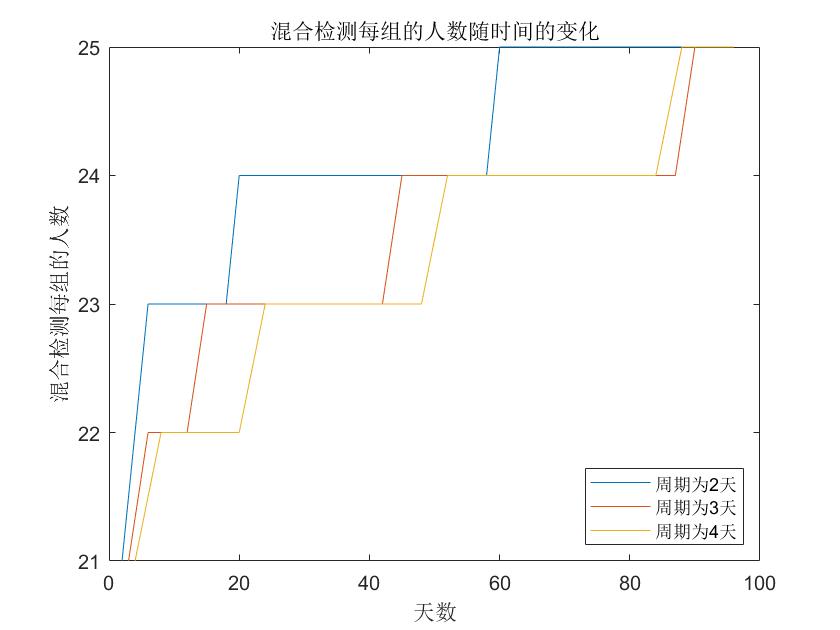 混合检测每组的人数随时间的变化
25
24
23
22
21
混合检测每组的人数
0 20 40 60 80 100
天数
周期为2天
周期为3天
周期为4天